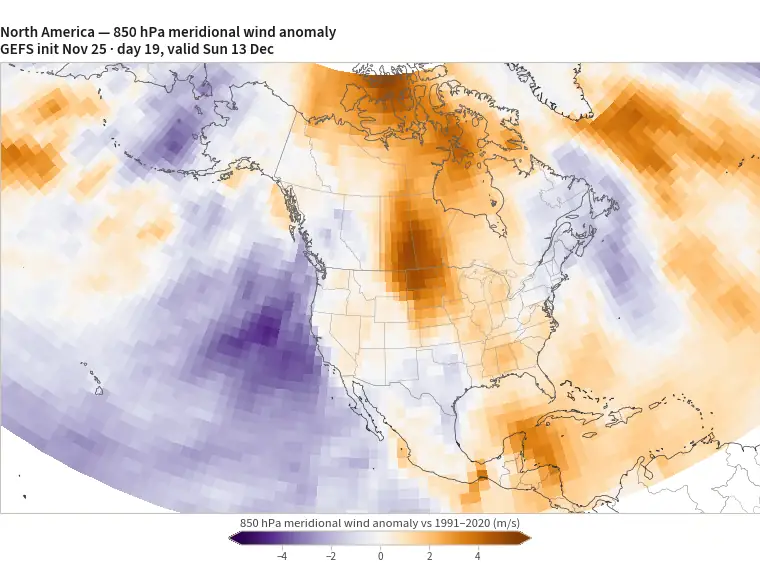 North America — 850 hPa meridional wind anomaly
GEFS init Nov 25 · day 19, valid Sun 13 Dec
850 hPa meridional wind anomaly vs 1991–2020 (m/s)
−4 −2 0 2 4